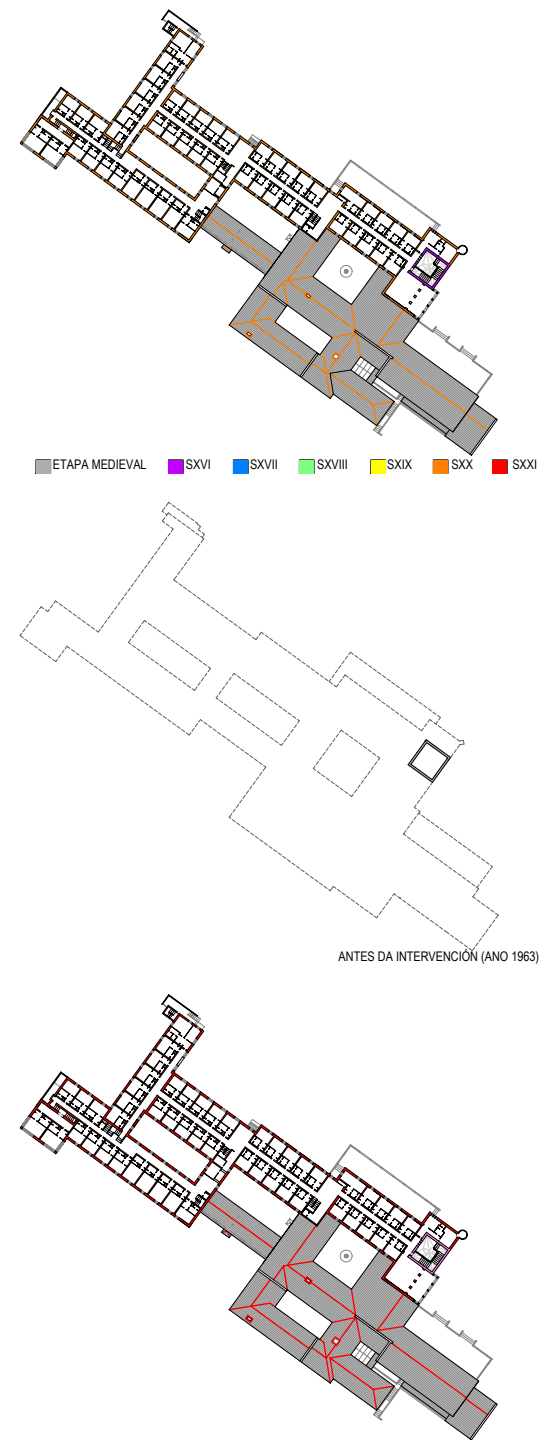 ETAPA MEDIEVAL SXVI SXVII SXVIII SXIX SXX SXXI
ANTES DA INTERVENCIÓN (ANO 1963)